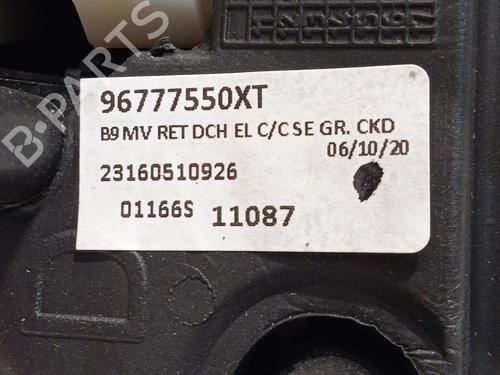 B-PARTS
96777550XT
B9 MV RET DCH EL C/C SE GR. CKD
06/10/20
23160510926
01166S 11087